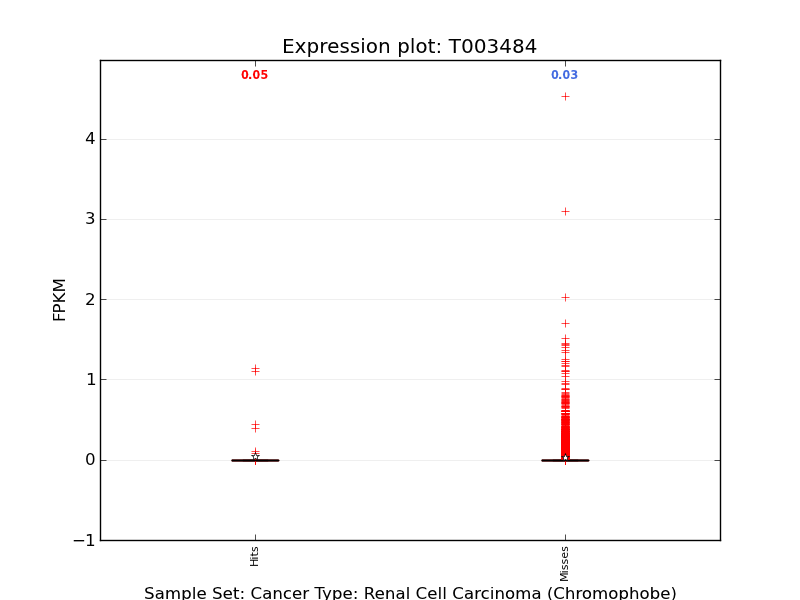 Expression plot: T003484
0.05
0.03
4
3
2
1
0
−1
FPKM
Hits
Misses
Sample Set: Cancer Type: Renal Cell Carcinoma (Chromophobe)